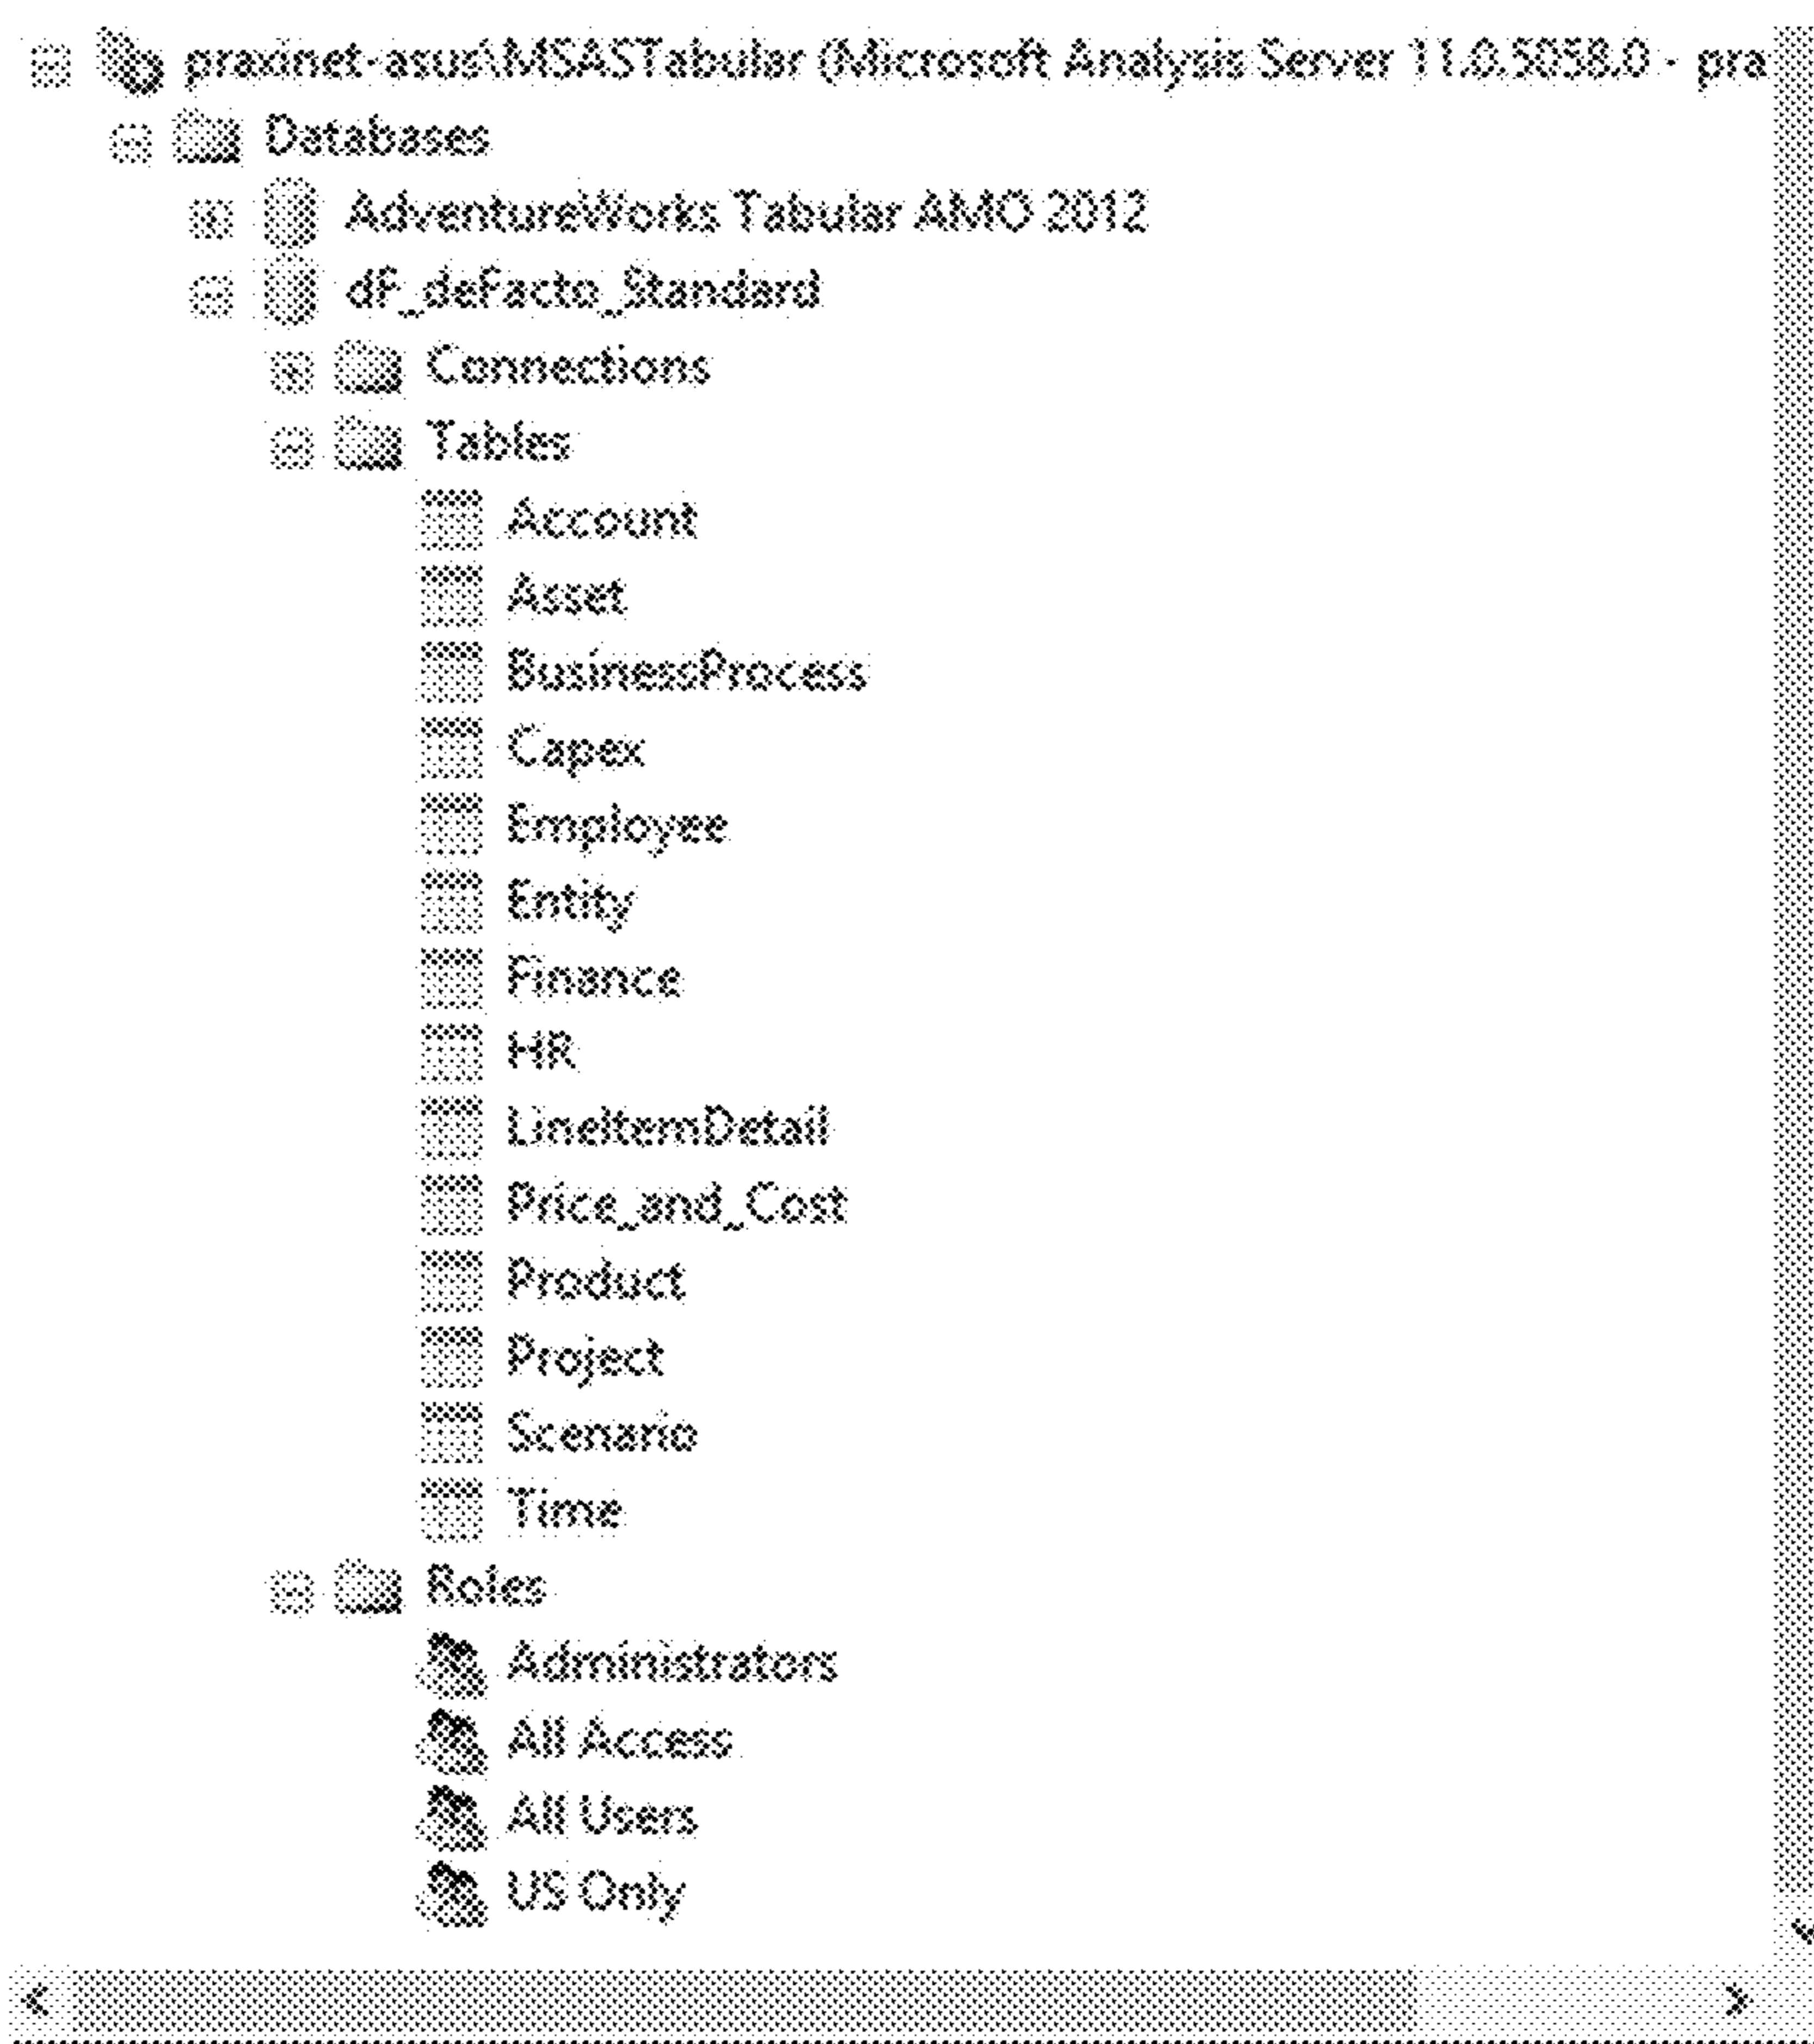 praxinet-asus\MSASTabular (Microsoft Analysis Server 11.0.5058.0 - pra
Databases
AdventureWorks Tabular AMO 2012
dF_deFacto_Standard
Connections
Tables
Account
Asset
BusinessProcess
Capex
Employee
Entity
Finance
HR
LineItemDetail
Price_and_Cost
Product
Project
Scenario
Time
Roles
Administrators
All Access
All Users
US Only